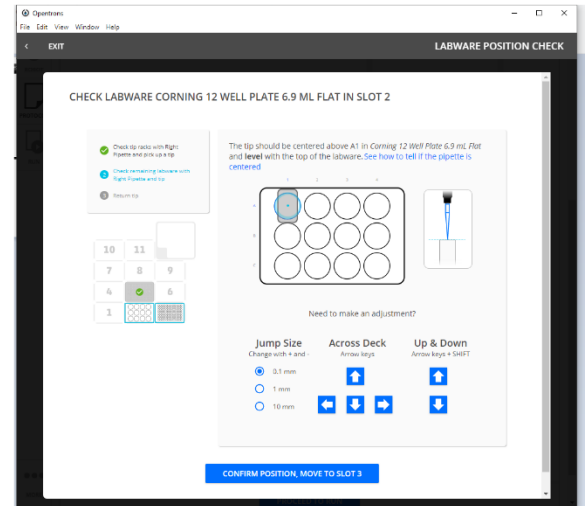 Opentrons
File Edit View Window Help
< EXIT
LABWARE POSITION CHECK
CHECK LABWARE CORNING 12 WELL PLATE 6.9 ML FLAT IN SLOT 2
Check tip racks with Right
Pipette and pick up a tip
2 Check remaining labware with
Right Pipette and tip
3 Return tip
10 11
7 8 9
4 6
1
The tip should be centered above A1 in Corning 12 Well Plate 6.9 mL Flat
and level with the top of the labware. See how to tell if the pipette is
centered
Need to make an adjustment?
Jump Size
Change with + and -
0.1 mm
1 mm
10 mm
Across Deck
Arrow keys
Up & Down
Arrow keys + SHIFT
CONFIRM POSITION, MOVE TO SLOT 3